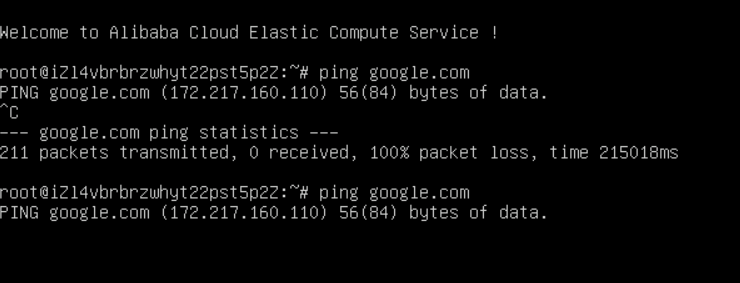 Welcome to Alibaba Cloud Elastic Compute Service !
root@iZl4vbrbrzwhyt22pst5p2Z:~# ping google.com
PING google.com (172.217.160.110) 56(84) bytes of data.
^C
--- google.com ping statistics ---
211 packets transmitted, 0 received, 100% packet loss, time 215018ms
root@iZl4vbrbrzwhyt22pst5p2Z:~# ping google.com
PING google.com (172.217.160.110) 56(84) bytes of data.